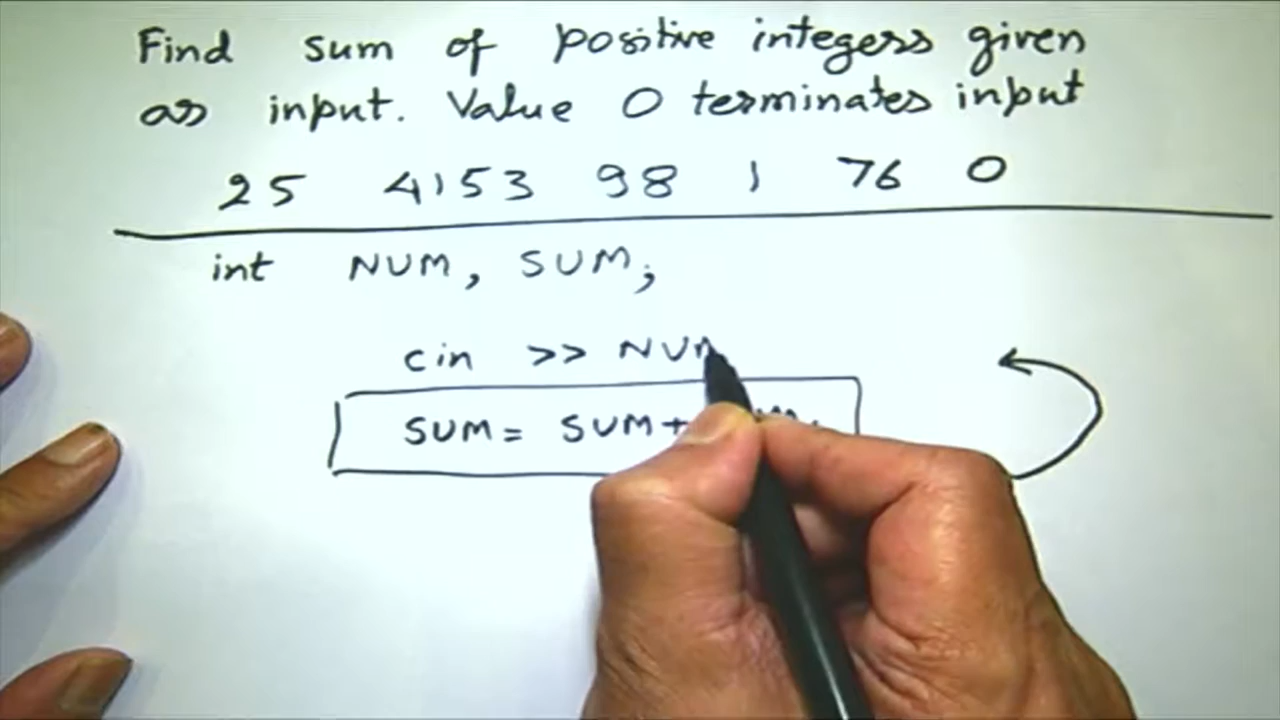 Find sum of positive integers given
as input. Value 0 terminates input
25 4153 98 1 76 0
int NUM, SUM;
cin >> NUM
SUM = SUM +